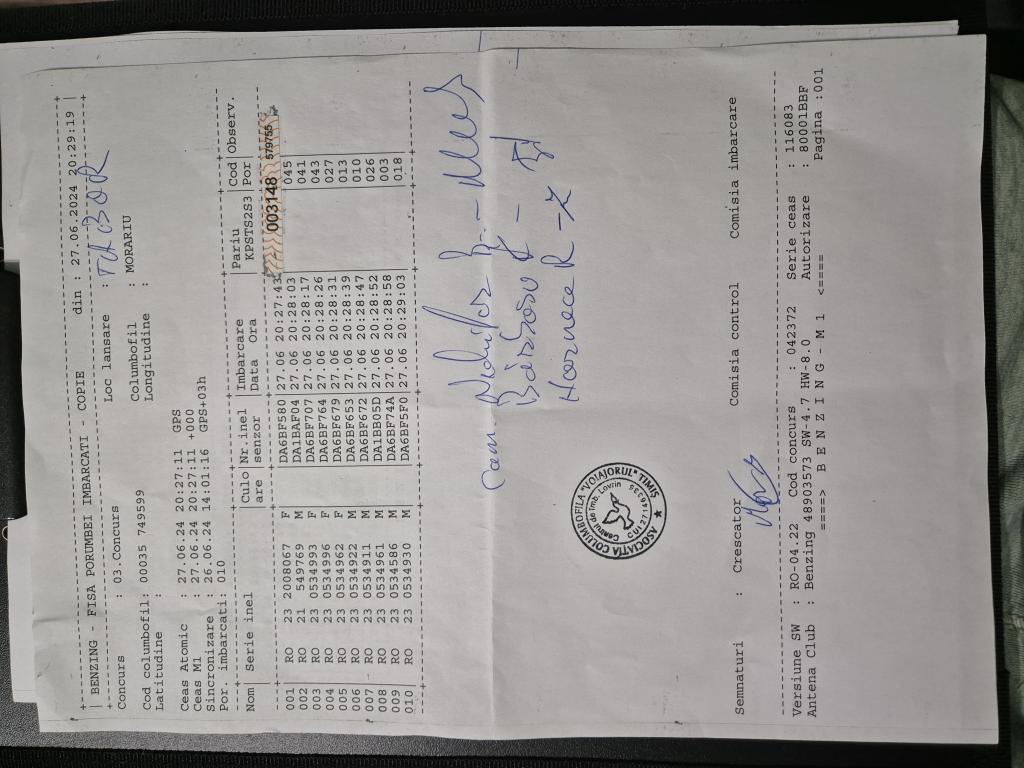 BENZING - FISA PORUMBEI IMBARCATI - COPIE din : 27.06.2024 20:29:19
Concurs : 03.Concurs Loc lansare : TABOR
Cod columbofil: 00035 749599 Columbofil : MORARIU
Latitudine : Longitudine :
Ceas Atomic : 27.06.24 20:27:11 GPS
Ceas M1 : 27.06.24 20:27:11 +000
Sincronizare : 26.06.24 14:01:16 GPS+03h
Por. imbarcati: 010
Nom | Serie inel |Culo|Nr.inel |Imbarcare Pariu |Cod|Observ.
are |senzor |Data Ora KPSTS2S3|Por|
001 RO 23 2008067 F DA6BF580 27.06 20:27:43 003148 579755
002 RO 21 549769 M DA1BAF04 27.06 20:28:03 045
003 RO 23 0534993 F DA6BF707 27.06 20:28:17 041
004 RO 23 0534996 F DA6BF764 27.06 20:28:26 043
005 RO 23 0534962 F DA6BF679 27.06 20:28:31 027
006 RO 23 0534922 M DA6BF653 27.06 20:28:39 013
007 RO 23 0534911 M DA6BF672 27.06 20:28:47 010
008 RO 23 0534961 M DA1BB05D 27.06 20:28:52 026
009 RO 23 0534586 M DA6BF74A 27.06 20:28:58 003
010 RO 23 0534930 M DA6BF5F0 27.06 20:29:03 018
Hornece R
ASOCIATIA COLUMBOFILA "VOIAJORUL" TIMIS
Centrul de Imb. Lovrin
Semnaturi : Crescator Comisia control Comisia imbarcare
Versiune SW : RO-04.22 Cod concurs : 042372 Serie ceas : 116083
Antena Club : Benzing 48903573 SW-4.7 HW-8.0 Autorizare : 80001BBF
====> B E N Z I N G - M 1 <==== Pagina :001